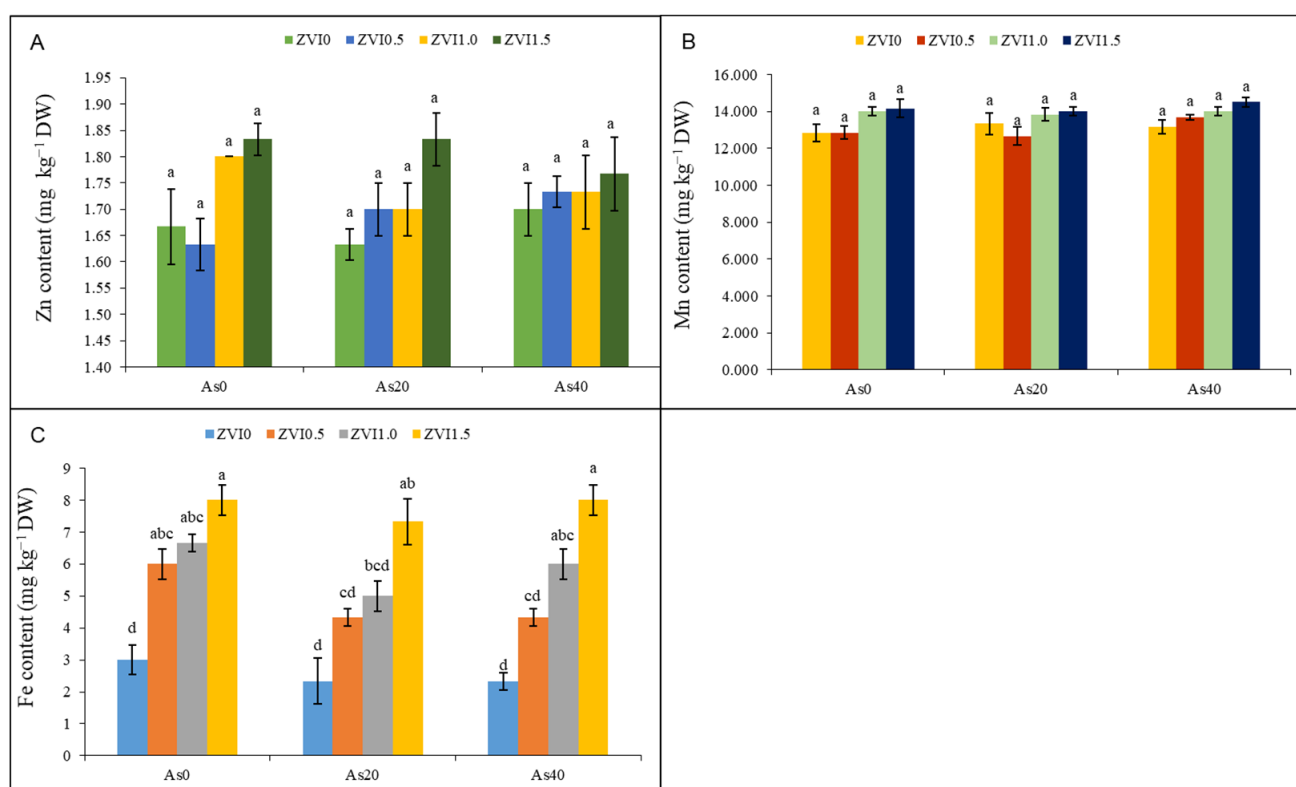 A
ZVI0 ZVI0.5 ZVI1.0 ZVI1.5
Zn content (mg kg⁻¹ DW)
1.95
1.90
1.85
1.80
1.75
1.70
1.65
1.60
1.55
1.50
1.45
1.40
a a a a
a a a a
a a a a
As0 As20 As40
B
ZVI0 ZVI0.5 ZVI1.0 ZVI1.5
Mn content (mg kg⁻¹ DW)
16.000
14.000
12.000
10.000
8.000
6.000
4.000
2.000
0.000
a a a a
a a a a
a a a a
As0 As20 As40
C
ZVI0 ZVI0.5 ZVI1.0 ZVI1.5
Fe content (mg kg⁻¹ DW)
9
8
7
6
5
4
3
2
1
0
d abc abc a
d cd bcd ab
d cd abc a
As0 As20 As40